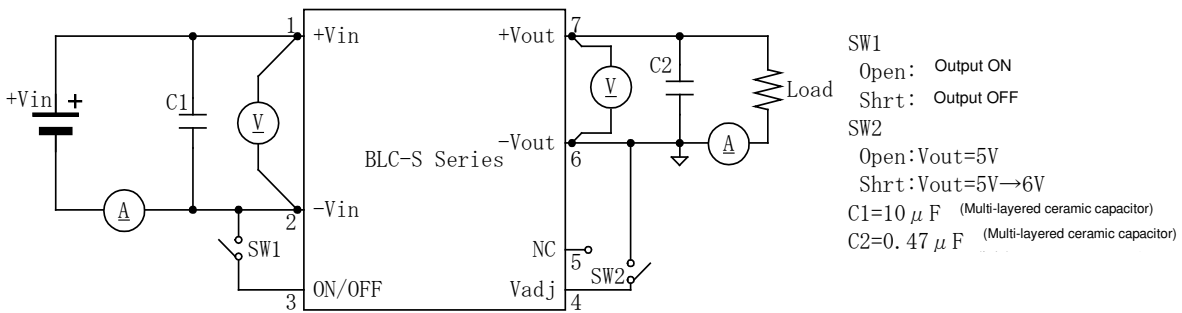 1 +Vin
+Vout 7
+Vin +
C1
V
A
2 -Vin
SW1
3 ON/OFF
BLC-S Series
V
C2
Load
-Vout 6
A
NC 5
SW2
Vadj 4
SW1
Open: Output ON
Shrt: Output OFF
SW2
Open:Vout=5V
Shrt:Vout=5V→6V
C1=10μF (Multi-layered ceramic capacitor)
C2=0.47μF (Multi-layered ceramic capacitor)